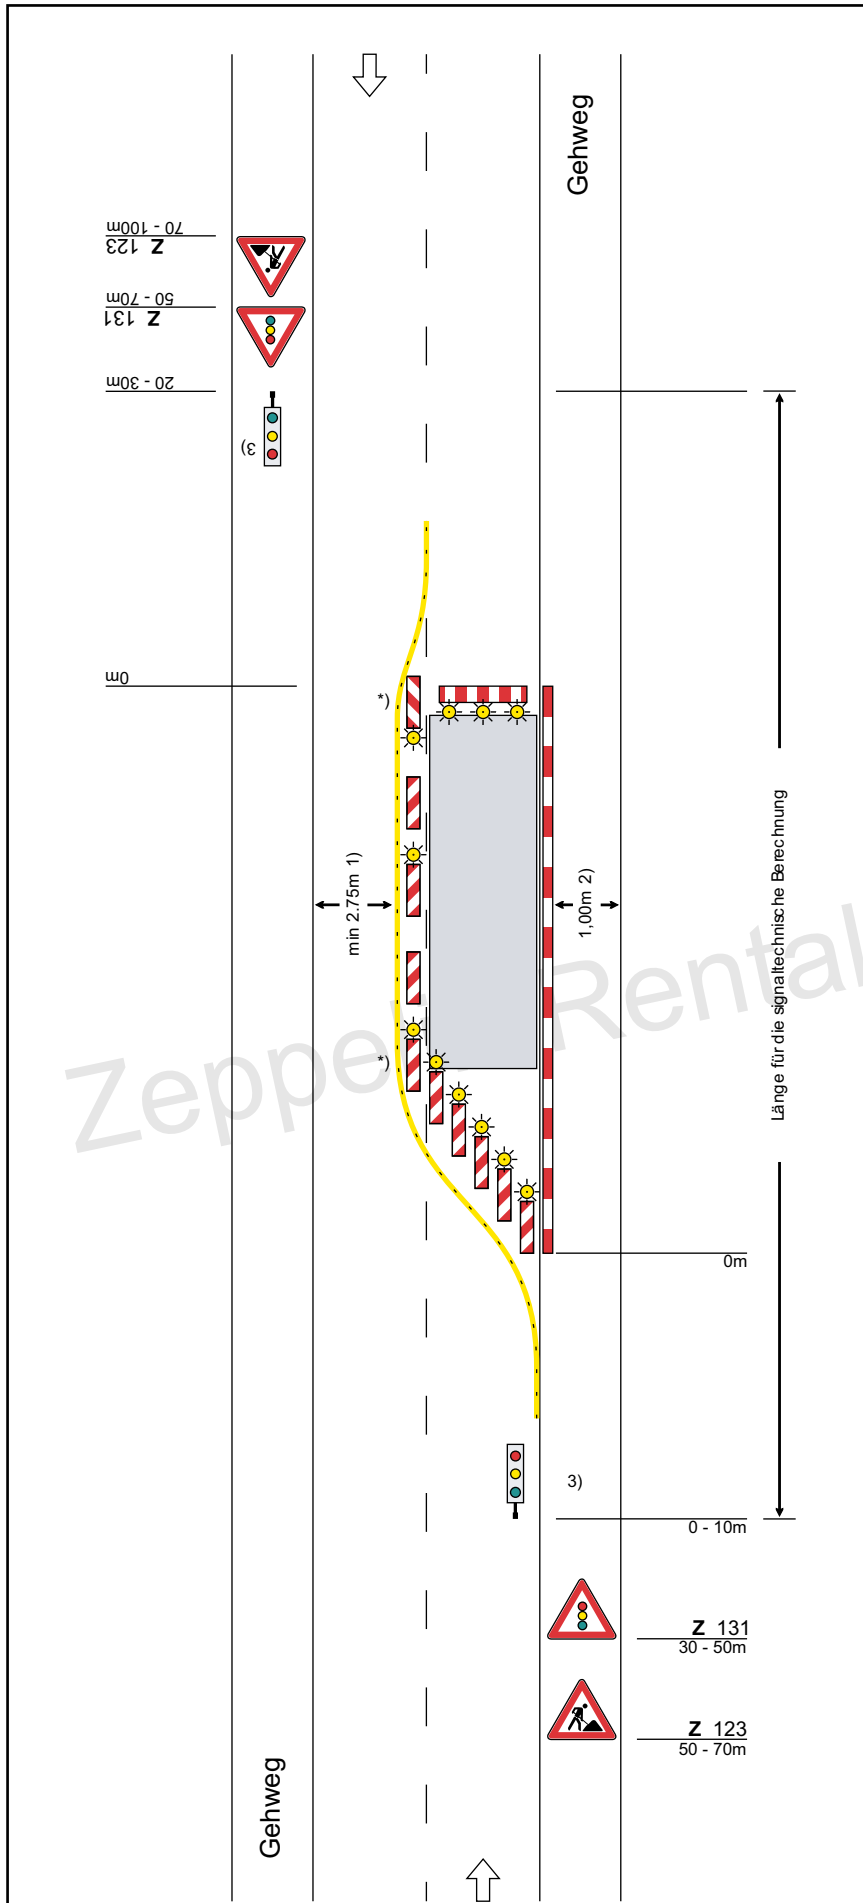 Gehweg
70 - 100m
Z 123
50 - 70m
Z 131
20 - 30m
3)
0m
*)
min 2.75m 1)
1,00m 2)
Länge für die signaltechnische Berechnung
Zeppelin Rental
*)
0m
3)
0 - 10m
Z 131
30 - 50m
Z 123
50 - 70m
Gehweg